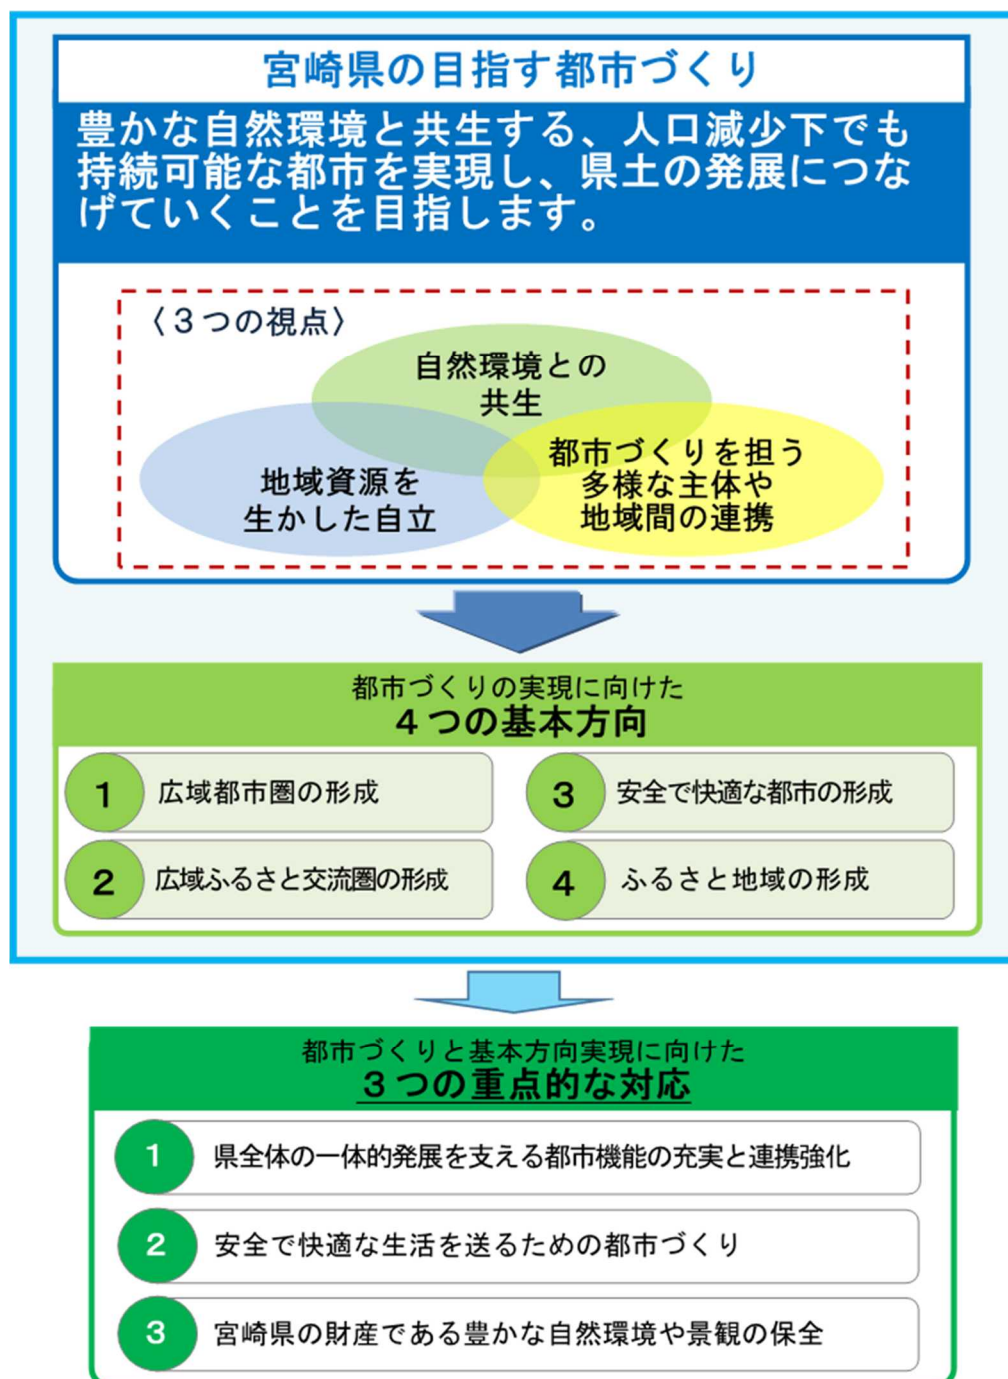 宮崎県の目指す都市づくり
豊かな自然環境と共生する、人口減少下でも
持続可能な都市を実現し、県土の発展につな
げていくことを目指します。
〈３つの視点〉
自然環境との
共生
地域資源を
生かした自立
都市づくりを担う
多様な主体や
地域間の連携
都市づくりの実現に向けた
４つの基本方向
1 広域都市圏の形成
2 広域ふるさと交流圏の形成
3 安全で快適な都市の形成
4 ふるさと地域の形成
都市づくりと基本方向実現に向けた
３つの重点的な対応
1 県全体の一体的発展を支える都市機能の充実と連携強化
2 安全で快適な生活を送るための都市づくり
3 宮崎県の財産である豊かな自然環境や景観の保全